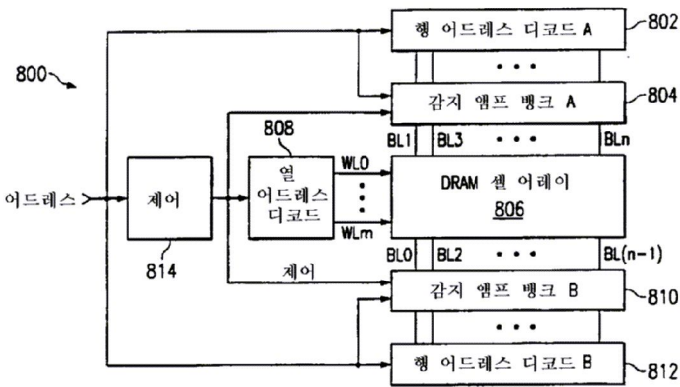 행 어드레스 디코드 A
802
800
• • •
감지 앰프 뱅크 A
804
808
BL1
BL3
• • •
BLn
어드레스
제어
열
어드레스
디코드
WL0
WLm
DRAM 셀 어레이
806
814
BL0
BL2
• • •
BL(n-1)
제어
감지 앰프 뱅크 B
810
• • •
행 어드레스 디코드 B
812